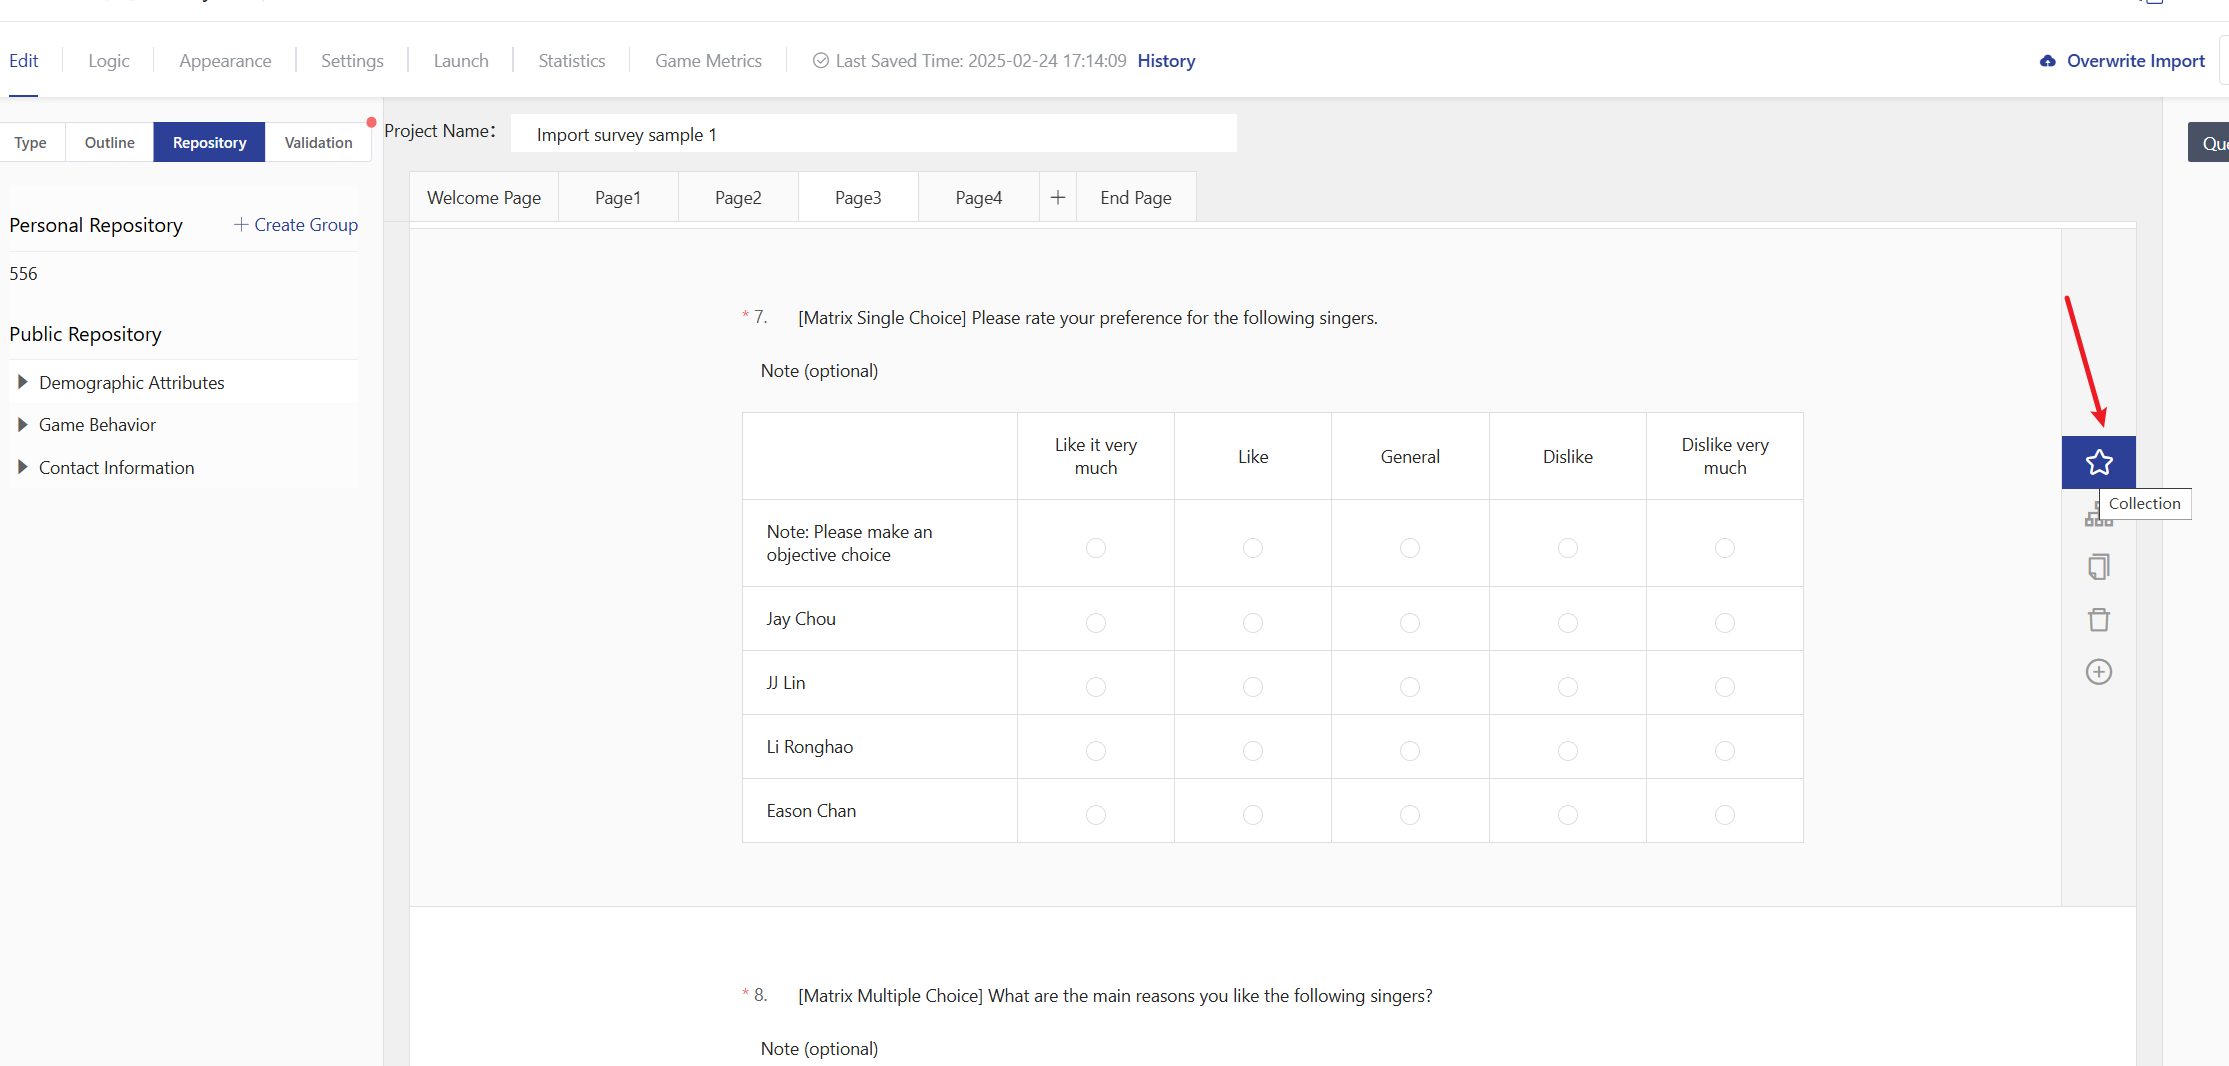 Edit
Logic
Appearance
Settings
Launch
Statistics
Game Metrics
Last Saved Time: 2025-02-24 17:14:09 History
Overwrite Import
Type
Outline
Repository
Validation
Project Name:
Import survey sample 1
Welcome Page
Page1
Page2
Page3
Page4
+
End Page
Personal Repository
+ Create Group
556
Public Repository
Demographic Attributes
Game Behavior
Contact Information
* 7. [Matrix Single Choice] Please rate your preference for the following singers.
Note (optional)
Like it very
much
Like
General
Dislike
Dislike very
much
Note: Please make an
objective choice
Jay Chou
JJ Lin
Li Ronghao
Eason Chan
Collection
* 8. [Matrix Multiple Choice] What are the main reasons you like the following singers?
Note (optional)